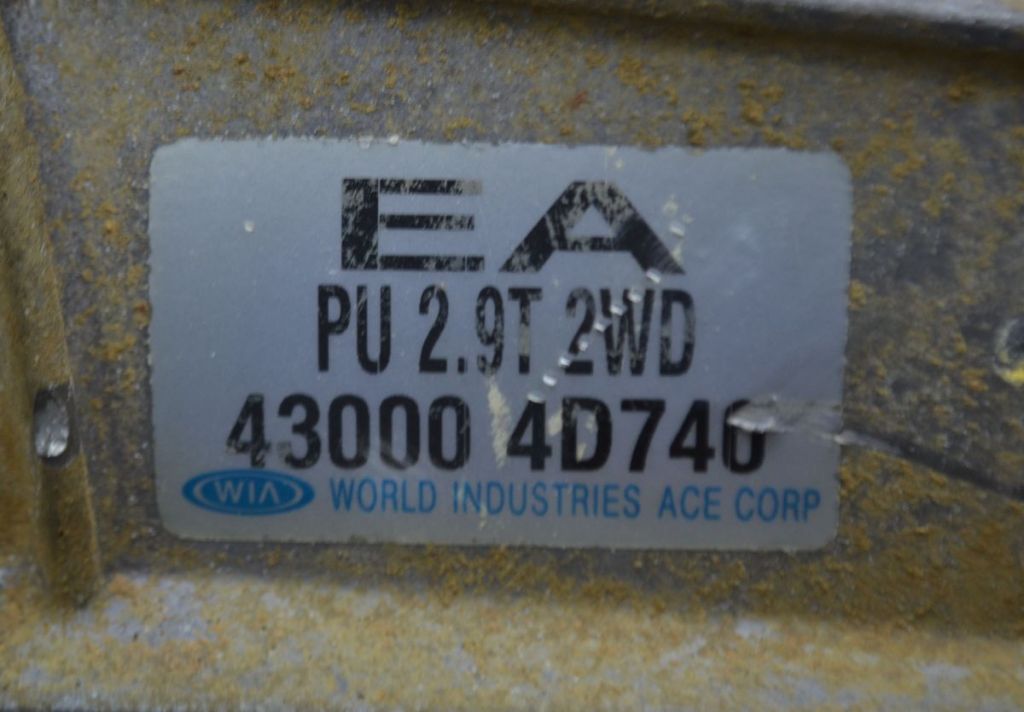 EA
PU 2.9T 2WD
43000 4D740
WIA WORLD INDUSTRIES ACE CORP